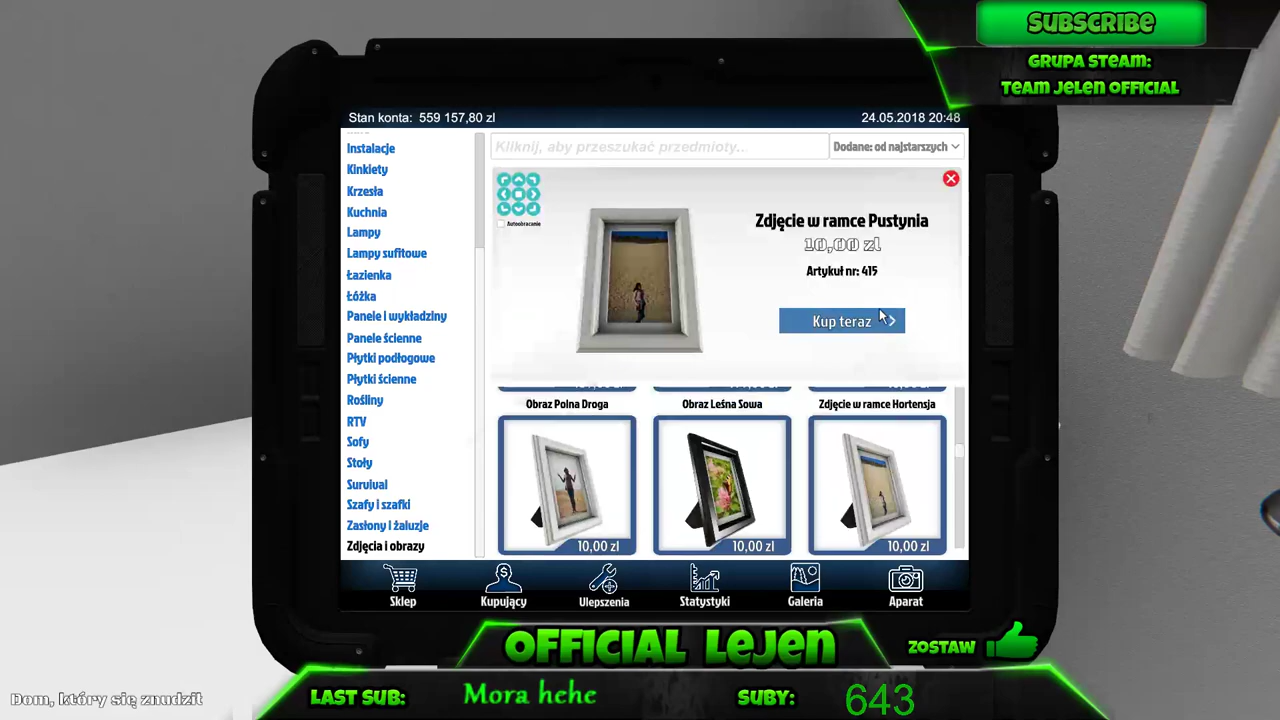 SUBSCRIBE
GRUPA STEAM:
TEAM JELEN OFFICIAL
Stan konta: 559 157,80 zł
24.05.2018 20:48
Instalacje
Kinkiety
Krzesła
Kuchnia
Lampy
Lampy sufitowe
Łazienka
Łóżka
Panele i wykładziny
Panele ścienne
Płytki podłogowe
Płytki ścienne
Rośliny
RTV
Sofy
Stoły
Survival
Szafy i szafki
Zasłony i żaluzje
Zdjęcia i obrazy
Kliknij, aby przeszukać przedmioty...
Dodane: od najstarszych
Autoobracanie
Zdjęcie w ramce Pustynia
10,00 zł
Artykuł nr: 415
Kup teraz
Obraz Polna Droga
Obraz Leśna Sowa
Zdjęcie w ramce Hortensja
10,00 zł
10,00 zł
10,00 zł
Sklep
Kupujący
Ulepszenia
Statystyki
Galeria
Aparat
OFFICIAL LEJEN
ZOSTAW
Dom, który się znudził
LAST SUB:
Mora hehe
SUBY:
643